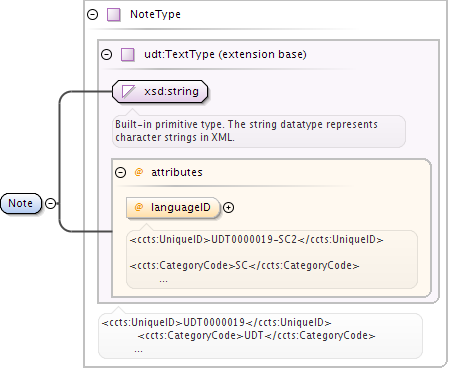 NoteType
udt:TextType (extension base)
xsd:string
Built-in primitive type. The string datatype represents
character strings in XML.
@ attributes
@ languageID
Note
<ccts:UniqueID>UDT0000019-SC2</ccts:UniqueID>
<ccts:CategoryCode>SC</ccts:CategoryCode>
...
<ccts:UniqueID>UDT0000019</ccts:UniqueID>
<ccts:CategoryCode>UDT</ccts:CategoryCode>
...